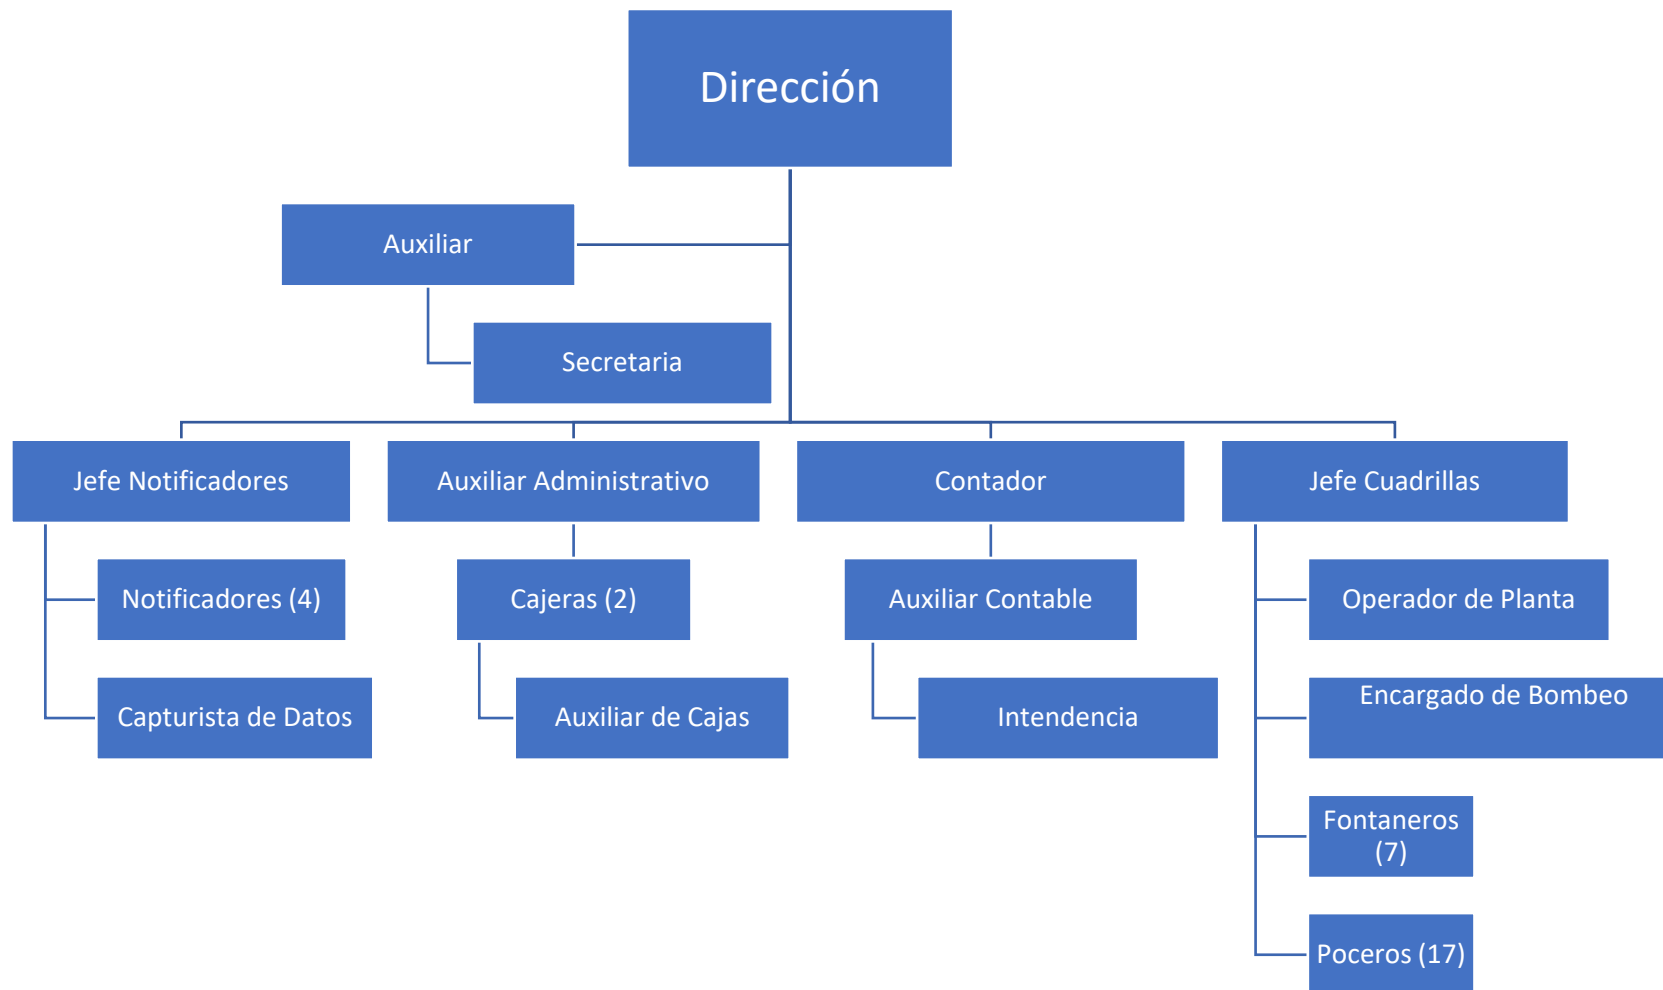 Dirección
Auxiliar
Secretaria
Jefe Notificadores
Auxiliar Administrativo
Contador
Jefe Cuadrillas
Notificadores (4)
Cajeras (2)
Auxiliar Contable
Operador de Planta
Capturista de Datos
Auxiliar de Cajas
Intendencia
Encargado de Bombeo
Fontaneros
(7)
Poceros (17)